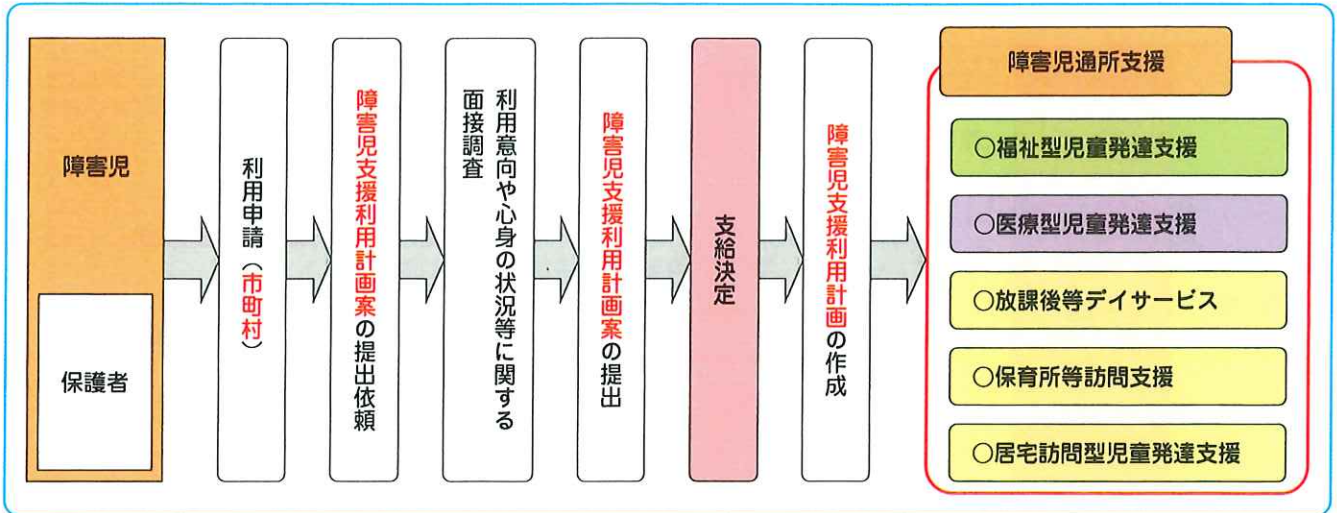 障害児
保護者
利用申請（市町村）
障害児支援利用計画案の提出依頼
利用意向や心身の状況等に関する
面接調査
障害児支援利用計画案の提出
支給決定
障害児支援利用計画の作成
障害児通所支援
○福祉型児童発達支援
○医療型児童発達支援
○放課後等デイサービス
○保育所等訪問支援
○居宅訪問型児童発達支援